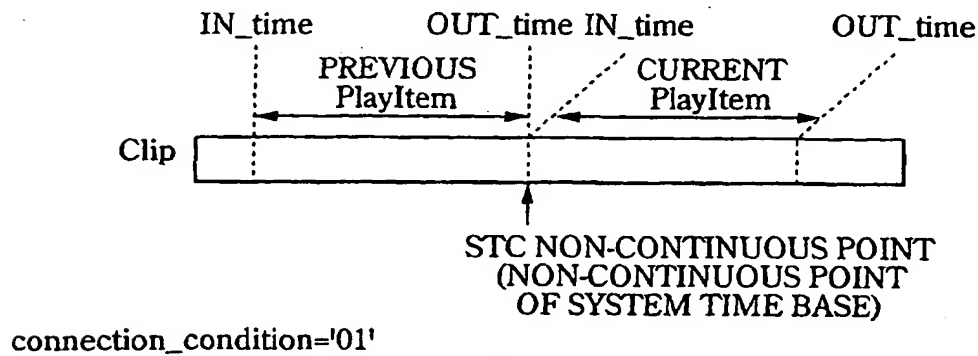 IN_time OUT_time IN_time OUT_time
PREVIOUS PlayItem
CURRENT PlayItem
Clip
STC NON-CONTINUOUS POINT
(NON-CONTINUOUS POINT
OF SYSTEM TIME BASE)
connection_condition='01'